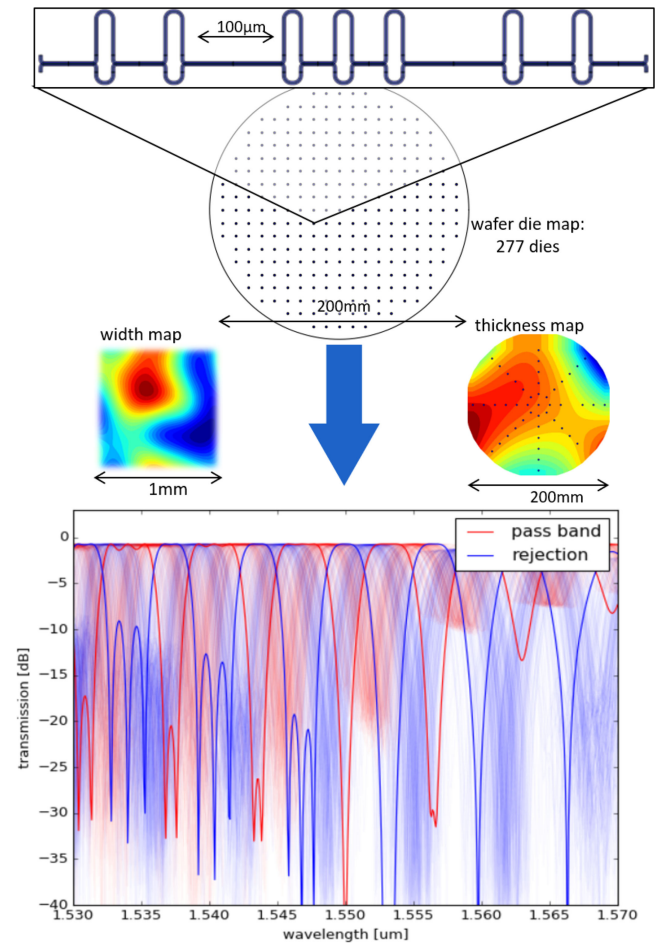 100µm
wafer die map:
277 dies
200mm
width map
thickness map
1mm
200mm
0
−5
−10
−15
−20
−25
−30
−35
−40
transmission [dB]
pass band
rejection
1.530
1.535
1.540
1.545
1.550
1.555
1.560
1.565
1.570
wavelength [um]